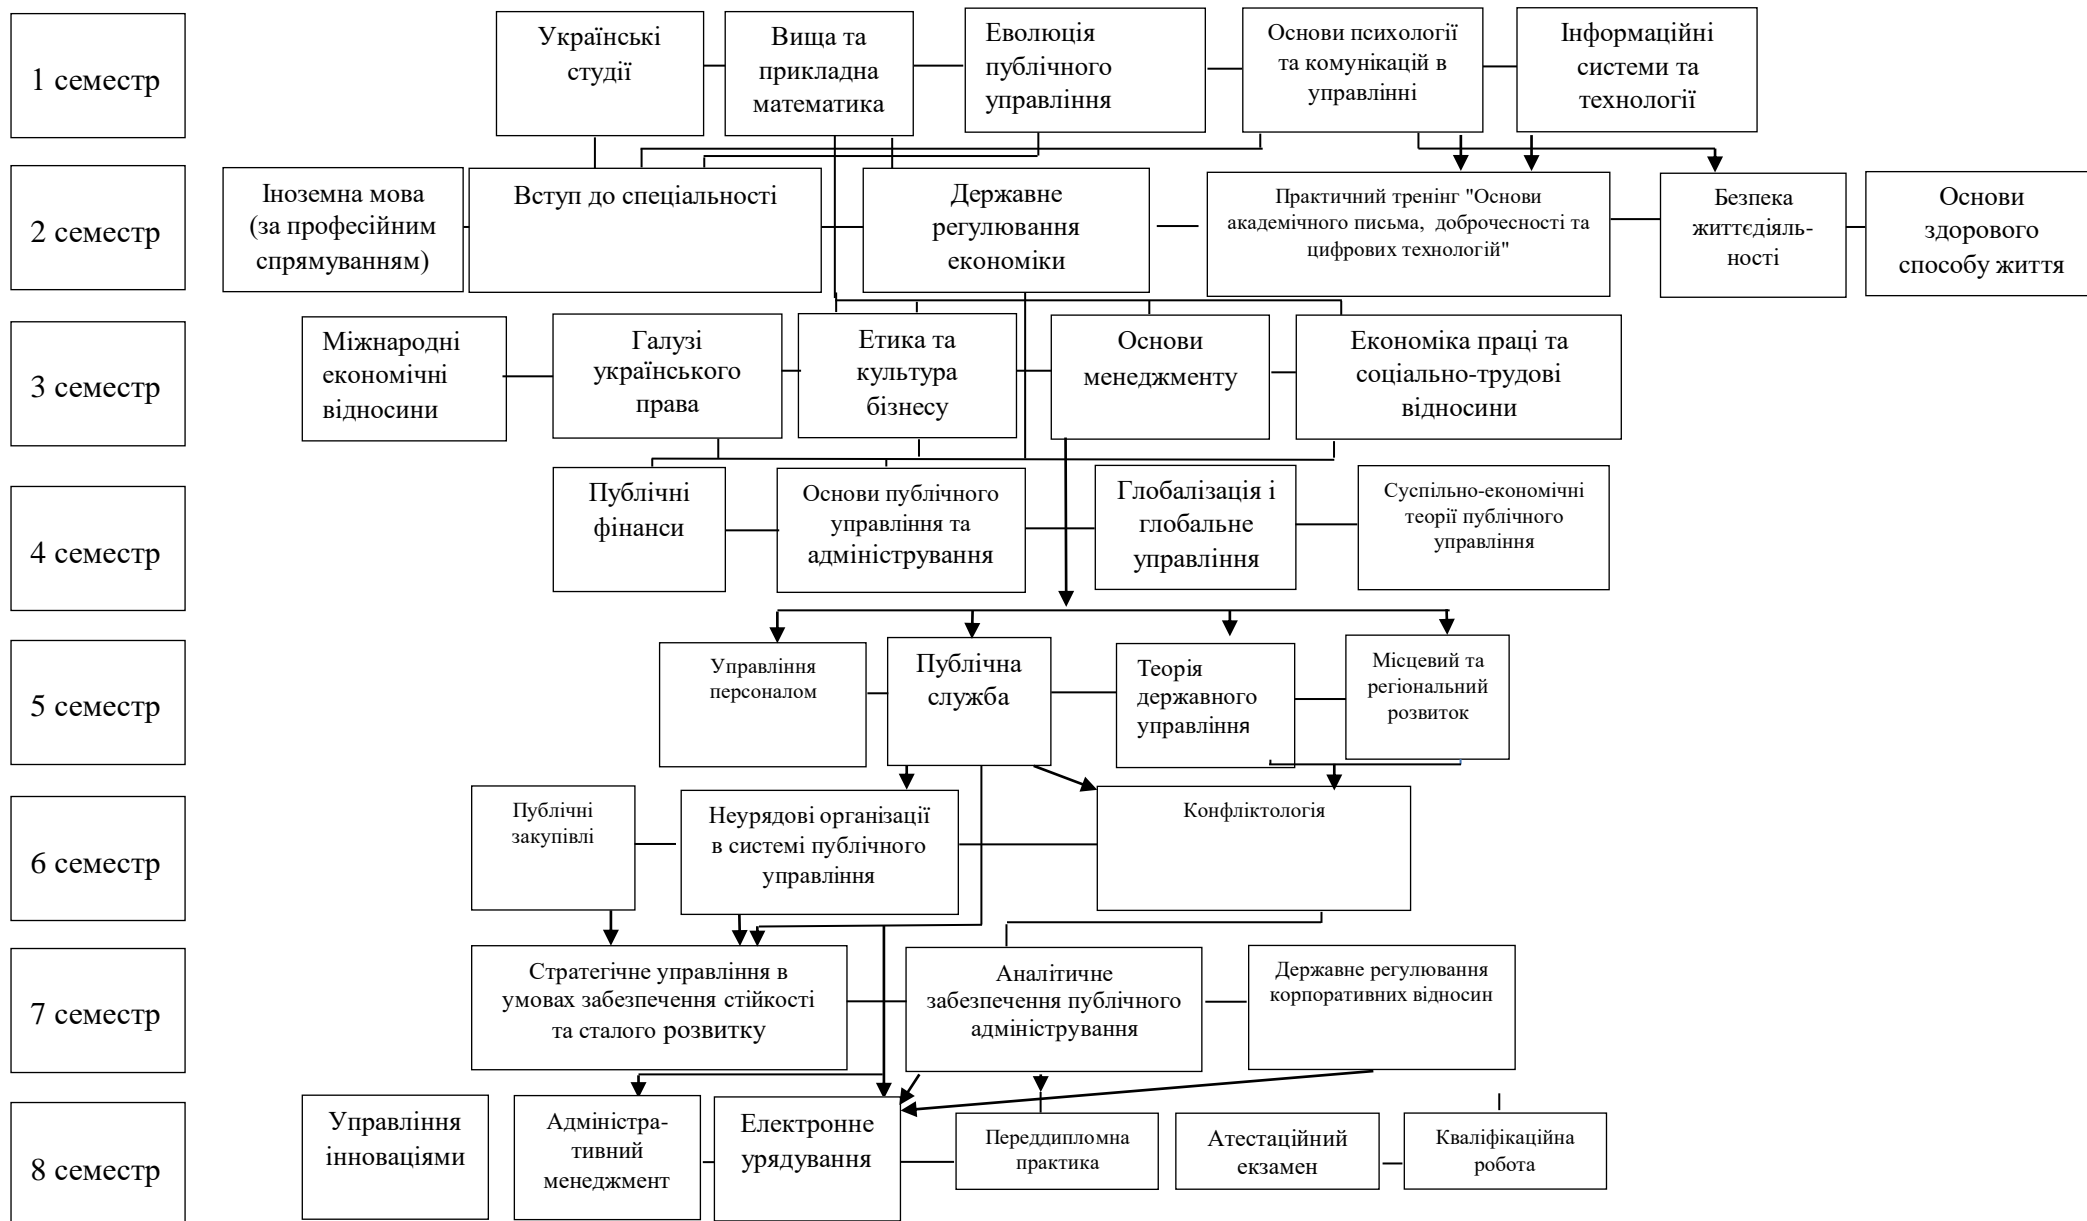 1 семестр
Українські
студії
Вища та
прикладна
математика
Еволюція
публічного
управління
Основи психології
та комунікацій в
управлінні
Інформаційні
системи та
технології
2 семестр
Іноземна мова
(за професійним
спрямуванням)
Вступ до спеціальності
Державне
регулювання
економіки
Практичний тренінг "Основи
академічного письма, доброчесності та
цифрових технологій"
Безпека
життєдіяль-
ності
Основи
здорового
способу життя
3 семестр
Міжнародні
економічні
відносини
Галузі
українського
права
Етика та
культура
бізнесу
Основи
менеджменту
Економіка праці та
соціально-трудові
відносини
4 семестр
Публічні
фінанси
Основи публічного
управління та
адміністрування
Глобалізація і
глобальне
управління
Суспільно-економічні
теорії публічного
управління
5 семестр
Управління
персоналом
Публічна
служба
Теорія
державного
управління
Місцевий та
регіональний
розвиток
6 семестр
Публічні
закупівлі
Неурядові організації
в системі публічного
управління
Конфліктологія
7 семестр
Стратегічне управління в
умовах забезпечення стійкості
та сталого розвитку
Аналітичне
забезпечення публічного
адміністрування
Державне регулювання
корпоративних відносин
8 семестр
Управління
інноваціями
Адміністра-
тивний
менеджмент
Електронне
урядування
Переддипломна
практика
Атестаційний
екзамен
Кваліфікаційна
робота